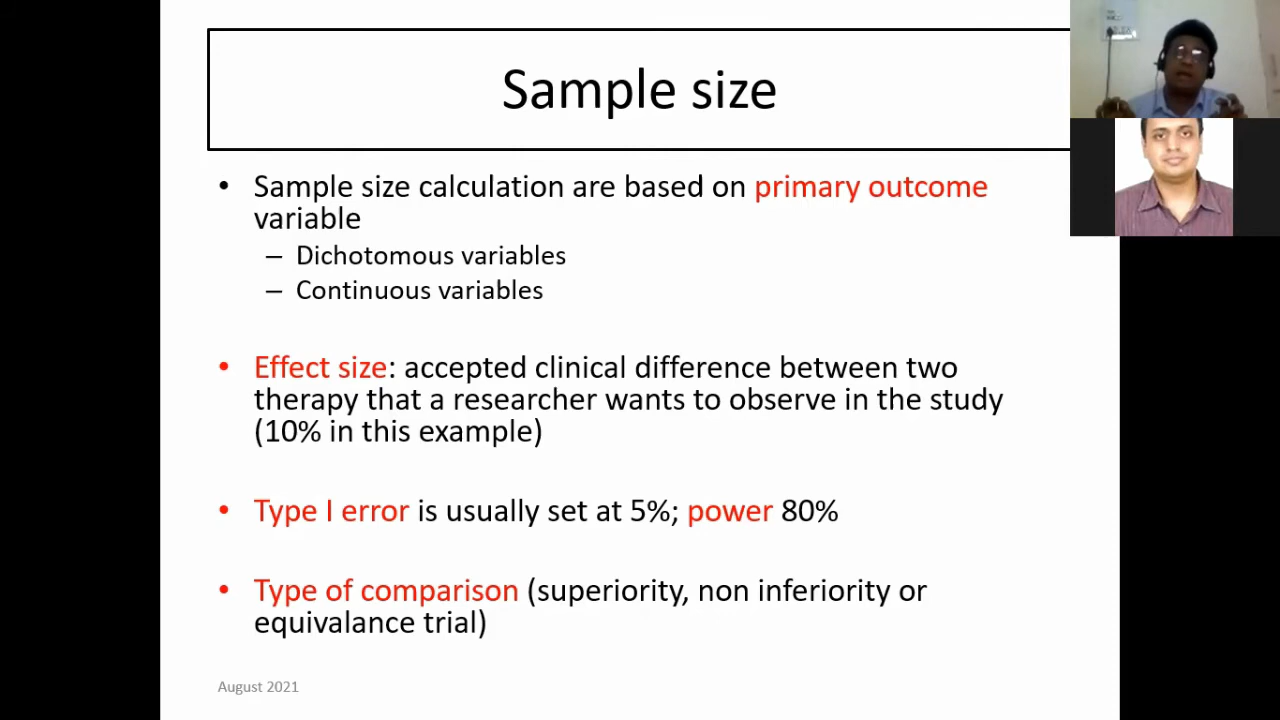 Sample size
• Sample size calculation are based on primary outcome
variable
– Dichotomous variables
– Continuous variables
• Effect size: accepted clinical difference between two
therapy that a researcher wants to observe in the study
(10% in this example)
• Type I error is usually set at 5%; power 80%
• Type of comparison (superiority, non inferiority or
equivalance trial)
August 2021